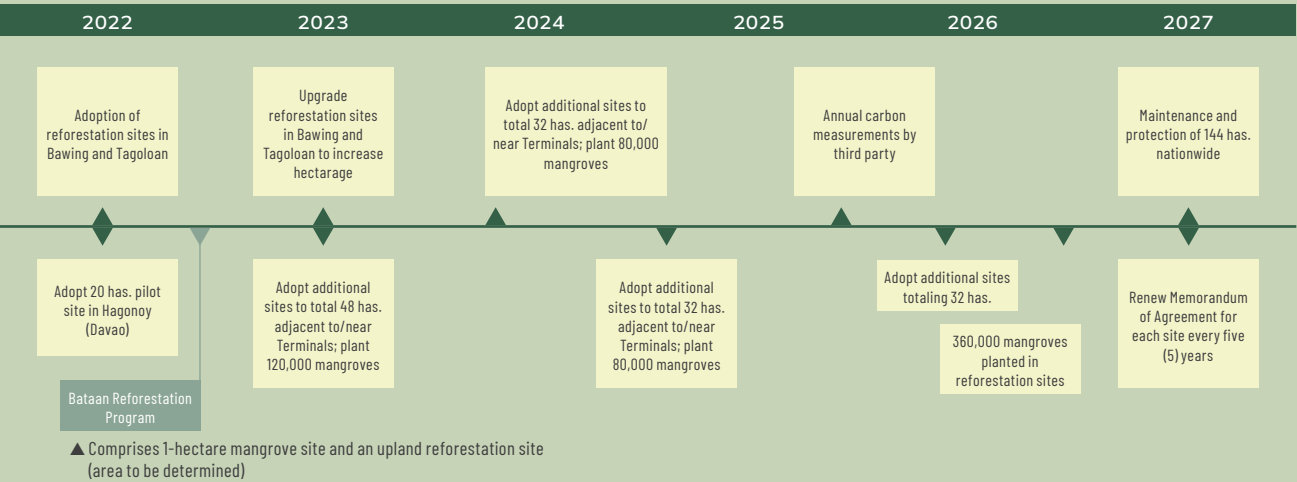 2022
2023
2024
2025
2026
2027
Adoption of
reforestation sites in
Bawing and Tagoloan
Upgrade
reforestation sites
in Bawing and
Tagoloan to increase
hectarage
Adopt additional sites to
total 32 has. adjacent to/
near Terminals; plant 80,000
mangroves
Annual carbon
measurements by
third party
Maintenance and
protection of 144 has.
nationwide
Adopt 20 has. pilot
site in Hagonoy
(Davao)
Adopt additional
sites to total 48 has.
adjacent to/near
Terminals; plant
120,000 mangroves
Adopt additional
sites to total 32 has.
adjacent to/near
Terminals; plant
80,000 mangroves
Adopt additional sites
totaling 32 has.
360,000 mangroves
planted in
reforestation sites
Renew Memorandum
of Agreement for
each site every five
(5) years
Bataan Reforestation
Program
▲ Comprises 1-hectare mangrove site and an upland reforestation site
(area to be determined)